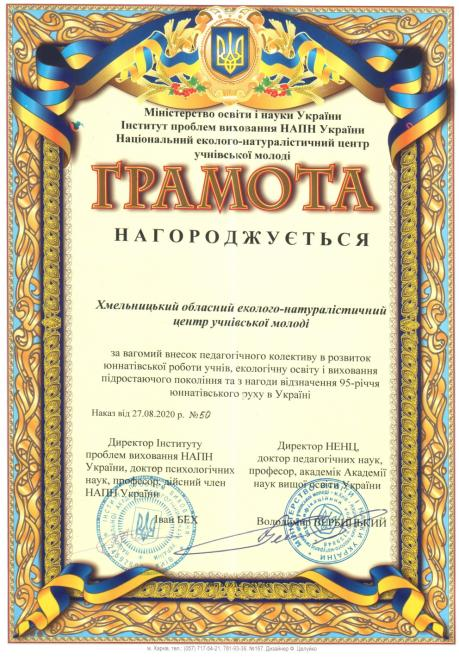 Міністерство освіти і науки України
Інститут проблем виховання НАПН України
Національний еколого-натуралістичний центр
учнівської молоді
ГРАМОТА
НАГОРОДЖУЄТЬСЯ
Хмельницький обласний еколого-натуралістичний
центр учнівської молоді
за вагомий внесок педагогічного колективу в розвиток
юннатівської роботи учнів, екологічну освіту і виховання
підростаючого покоління та з нагоди відзначення 95-річчя
юннатівського руху в Україні
Наказ від 27.08.2020 р. №50
Директор Інституту
проблем виховання НАПН
України, доктор психологічних
наук, професор, дійсний член
НАПН України
Іван БЕХ
Директор НЕНЦ,
доктор педагогічних наук,
професор, академік Академії
наук вищої освіти України
Володимир ВЕРБИЦЬКИЙ
м. Харків, тел.: (057) 717-54-21, 781-93-36, №167. Дизайнер Ф. Целуйко